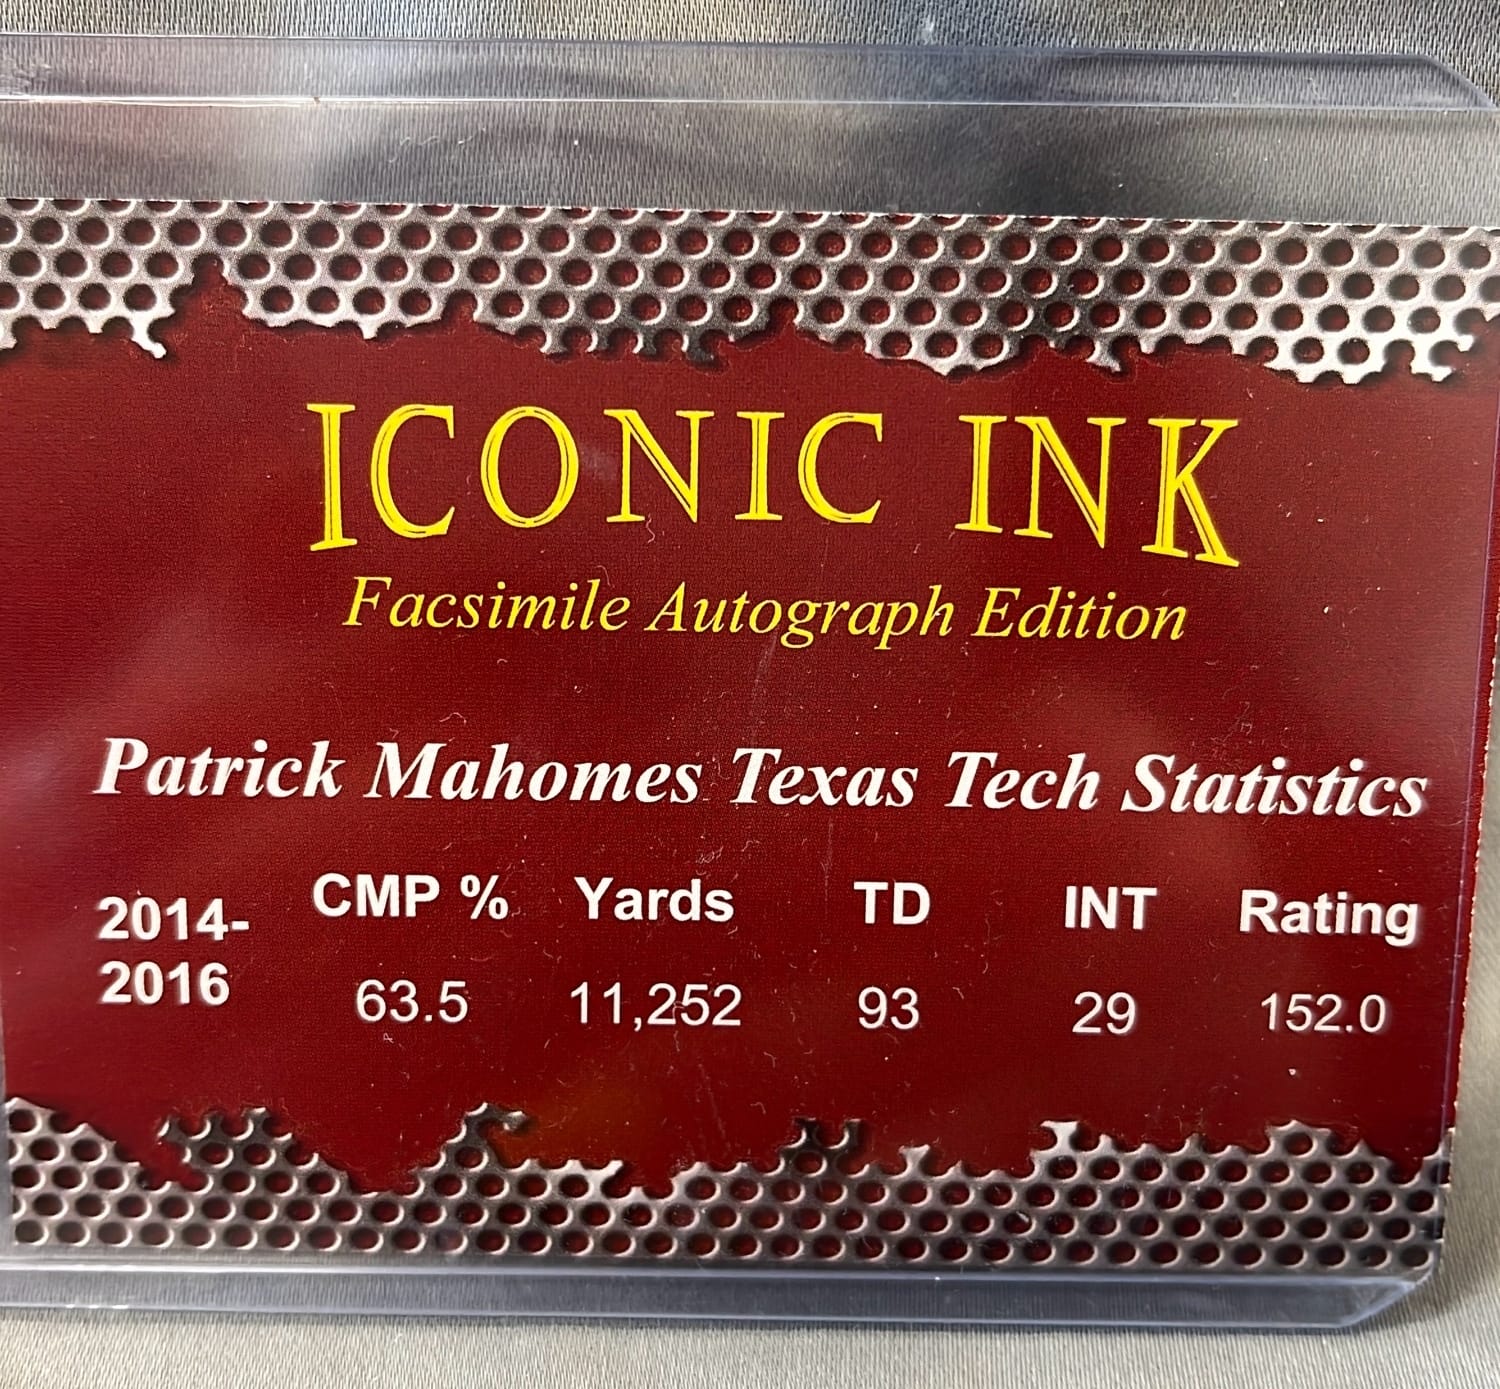 ICONIC INK
Facsimile Autograph Edition
Patrick Mahomes Texas Tech Statistics
CMP % Yards TD INT Rating
2014-
2016
63.5 11,252 93 29 152.0